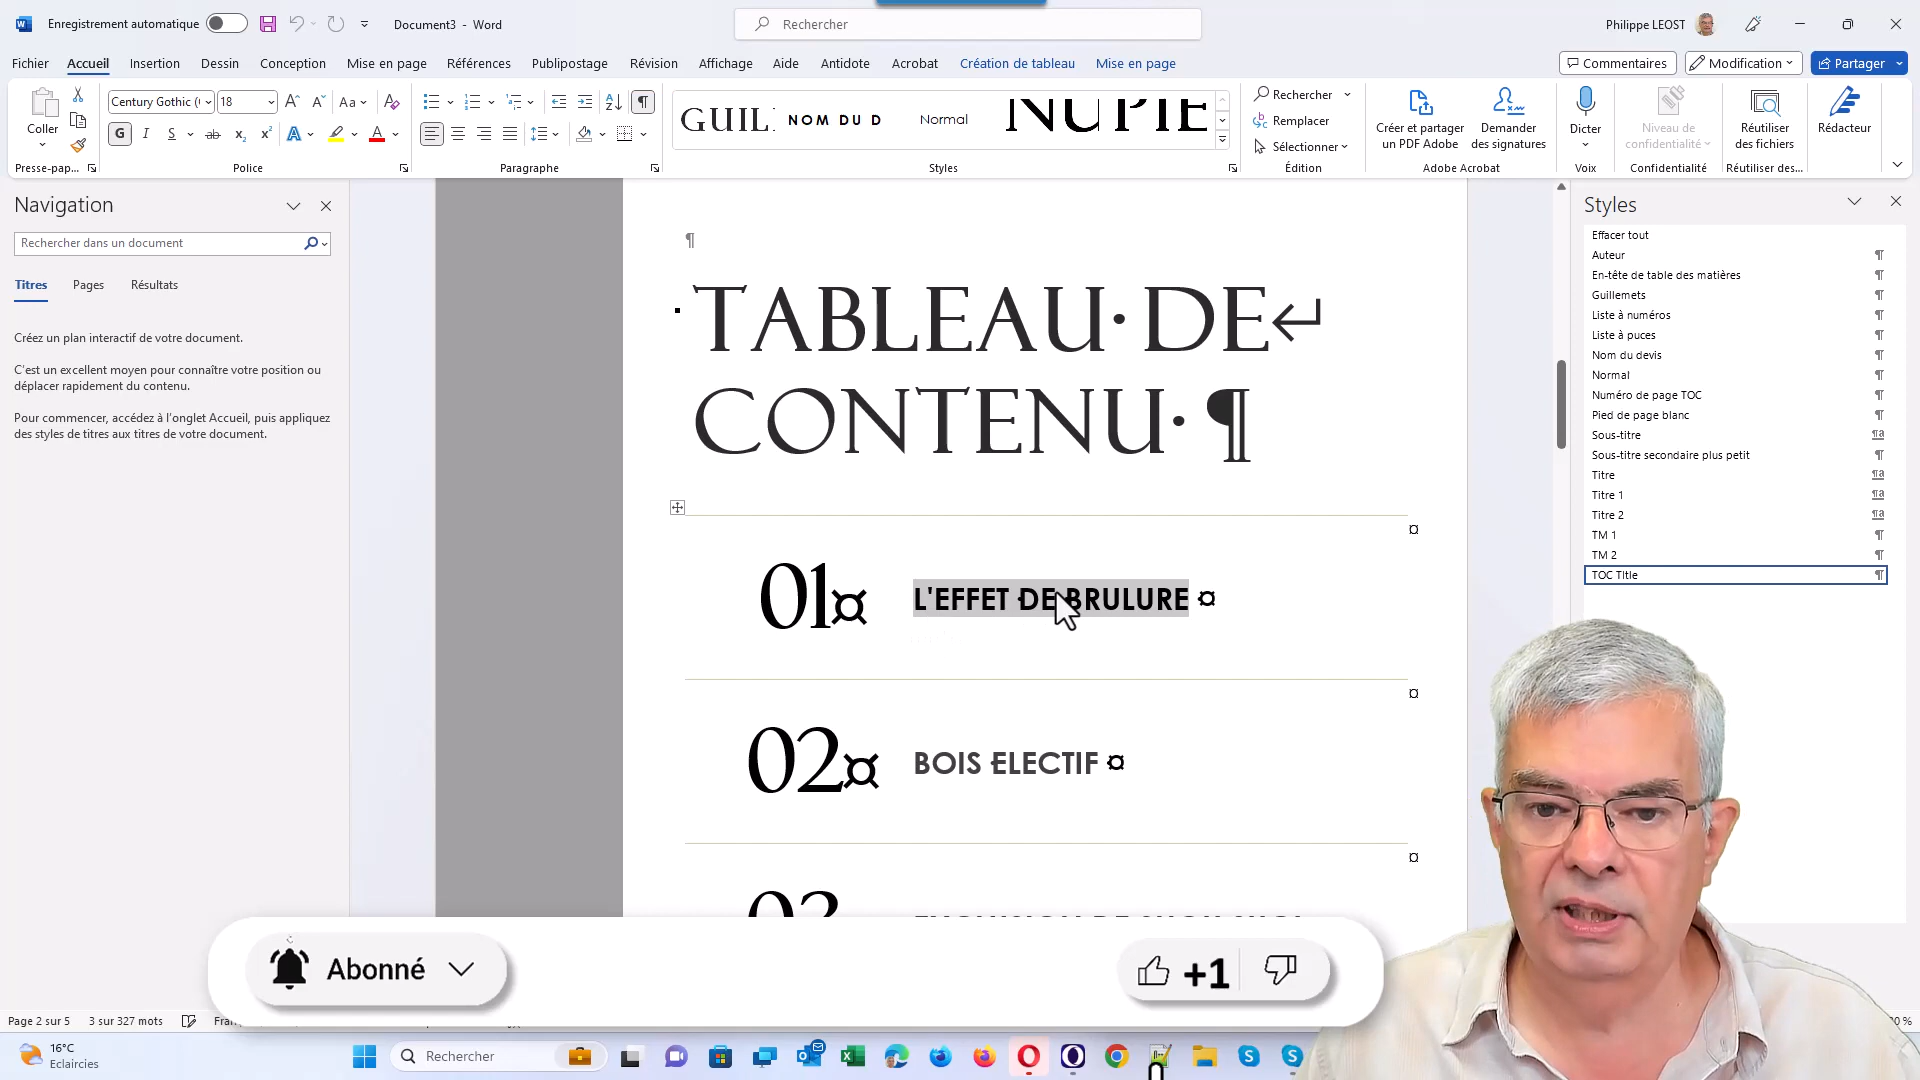 Enregistrement automatique
Document3 - Word
Rechercher
Philippe LEOST
Fichier Accueil Insertion Dessin Conception Mise en page Références Publipostage Révision Affichage Aide Antidote Acrobat Création de tableau Mise en page
Commentaires
Modification
Partager
Coller
Presse-pap...
Century Gothic (
18
Police
Paragraphe
GUIL.
NOM DU D
Normal
NUPIE
Styles
Rechercher
Remplacer
Sélectionner
Édition
Créer et partager
un PDF Adobe
Demander
des signatures
Adobe Acrobat
Dicter
Voix
Niveau de
confidentialité
Confidentialité
Réutiliser
des fichiers
Réutiliser des...
Rédacteur
Navigation
Rechercher dans un document
Titres Pages Résultats
Créez un plan interactif de votre document.
C'est un excellent moyen pour connaître votre position ou
déplacer rapidement du contenu.
Pour commencer, accédez à l'onglet Accueil, puis appliquez
des styles de titres aux titres de votre document.
¶
TABLEAU·DE↵
CONTENU·¶
01¤ L'EFFET DE BRULURE ¤
02¤ BOIS ELECTIF ¤
Styles
Effacer tout
Auteur
En-tête de table des matières
Guillemets
Liste à numéros
Liste à puces
Nom du devis
Normal
Numéro de page TOC
Pied de page blanc
Sous-titre
Sous-titre secondaire plus petit
Titre
Titre 1
Titre 2
TM 1
TM 2
TOC Title
Abonné
+1
Page 2 sur 5 3 sur 327 mots
16°C
Eclaircies
Rechercher